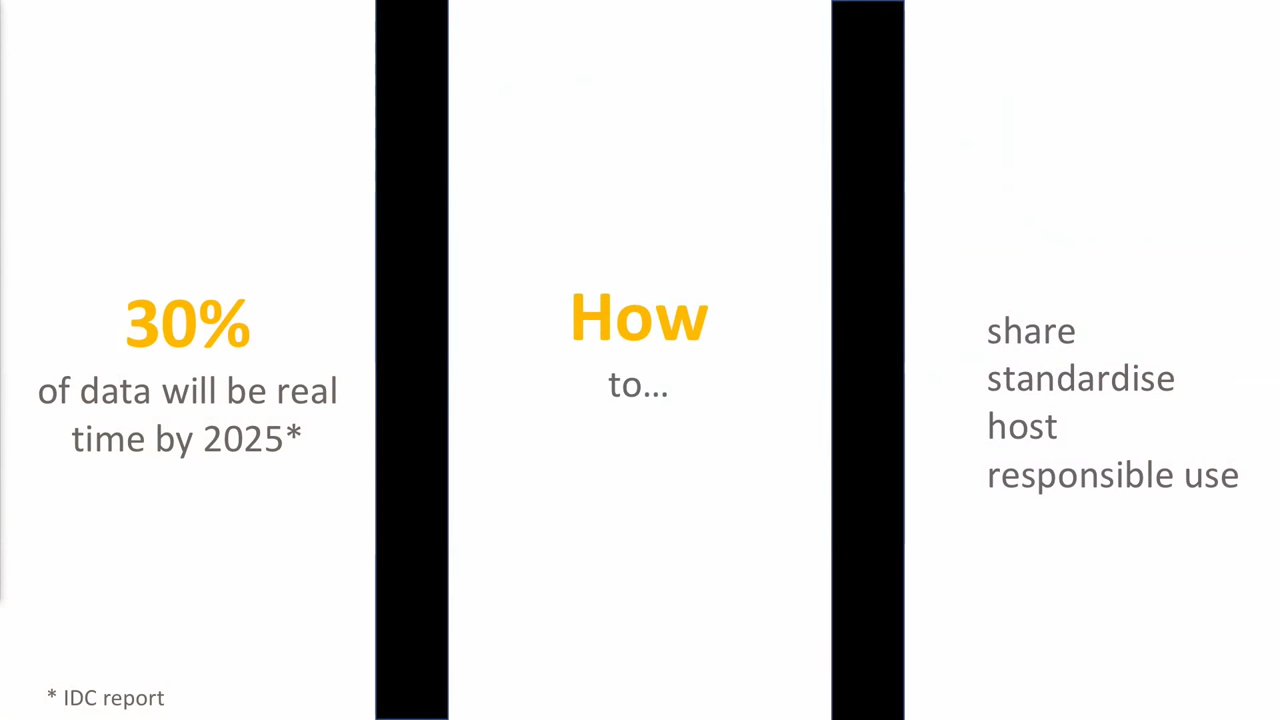 30%
of data will be real
time by 2025*
* IDC report
How
to...
share
standardise
host
responsible use